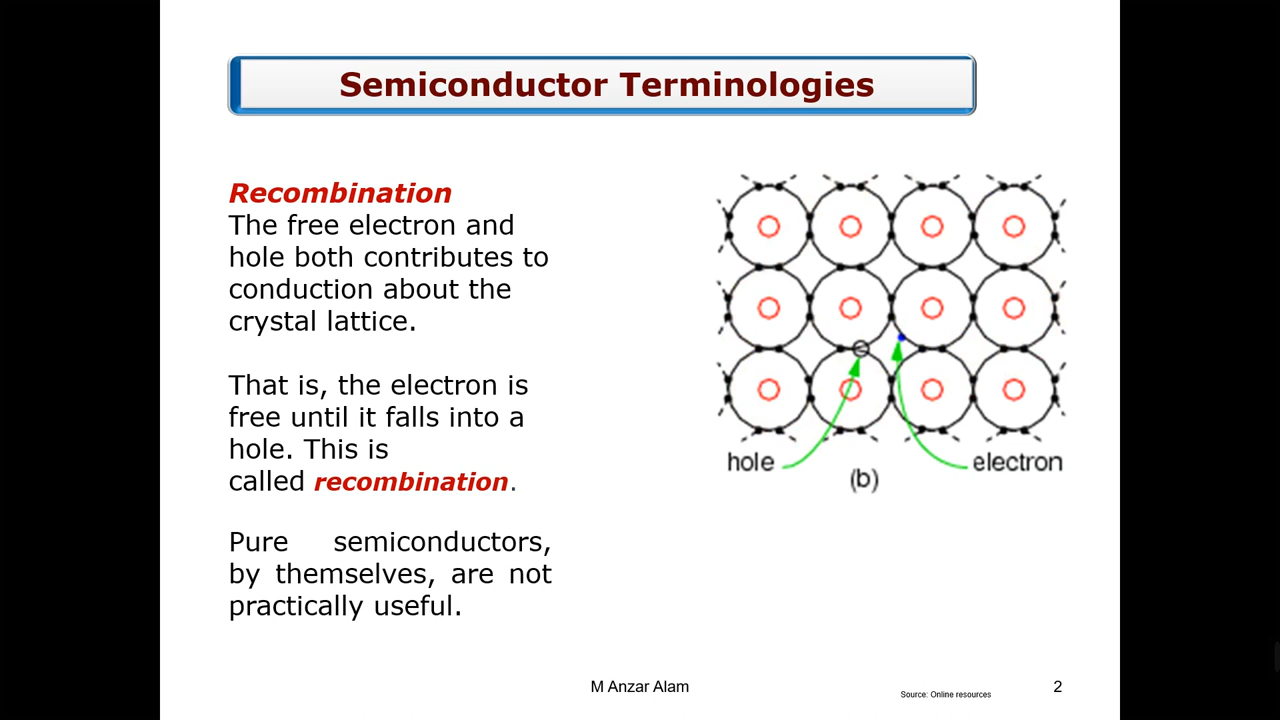 Semiconductor Terminologies
Recombination
The free electron and
hole both contributes to
conduction about the
crystal lattice.
That is, the electron is
free until it falls into a
hole. This is
called recombination.
Pure semiconductors,
by themselves, are not
practically useful.
hole
electron
(b)
M Anzar Alam
Source: Online resources
2